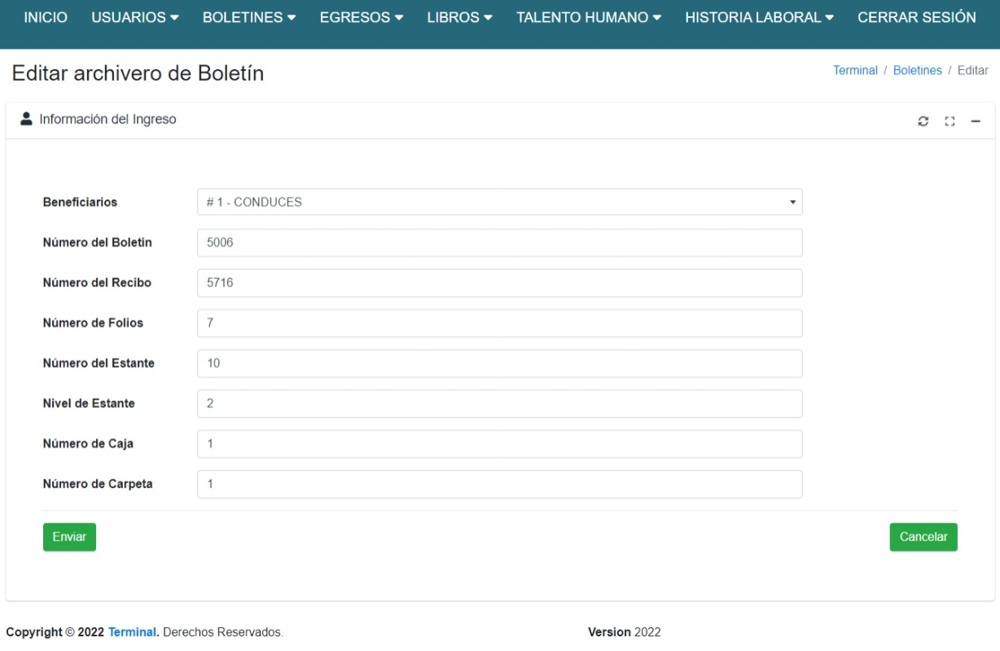 INICIO USUARIOS BOLETINES EGRESOS LIBROS TALENTO HUMANO HISTORIA LABORAL CERRAR SESIÓN
Editar archivero de Boletín
Terminal / Boletines / Editar
Información del Ingreso
Beneficiarios # 1 - CONDUCES
Número del Boletin 5006
Número del Recibo 5716
Número de Folios 7
Número del Estante 10
Nivel de Estante 2
Número de Caja 1
Número de Carpeta 1
Enviar Cancelar
Copyright © 2022 Terminal. Derechos Reservados. Version 2022